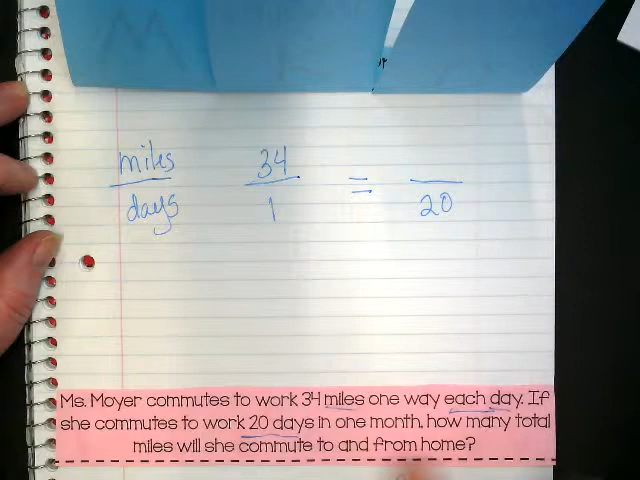 M
miles 34 = __
days 1 20
Ms. Moyer commutes to work 34 miles one way each day. If
she commutes to work 20 days in one month, how many total
miles will she commute to and from home?